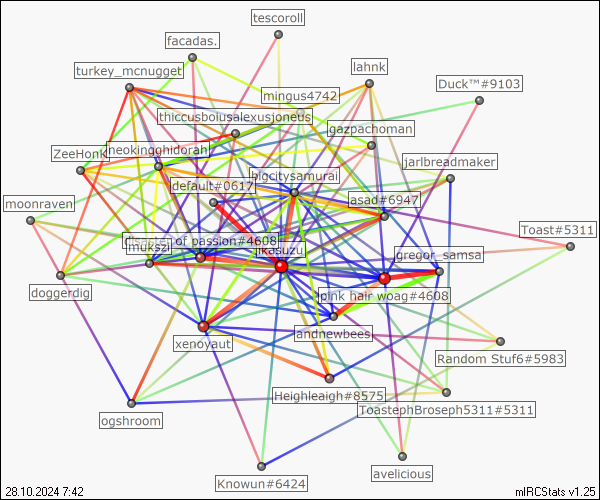 tescoroll
facadas.
turkey_mcnugget
lahnk
Duck™#9103
mingus4742
thiccusboiusalexusjoneus
gazpachoman
ZeeHonk
neokingghidorah
jarlbreadmaker
default#0617
bigcitysamurai
asad#6947
moonraven
Toast#5311
disaster of passion#4608
mukszi
ikasuzu
gregor_samsa
doggerdig
pink hair woag#4608
andnewbees
xenoyaut
Random Stuf6#5983
Heighleaigh#8575
ToastephBroseph5311#5311
ogshroom
avelicious
Knowun#6424
28.10.2024 7:42
mIRCStats v1.25